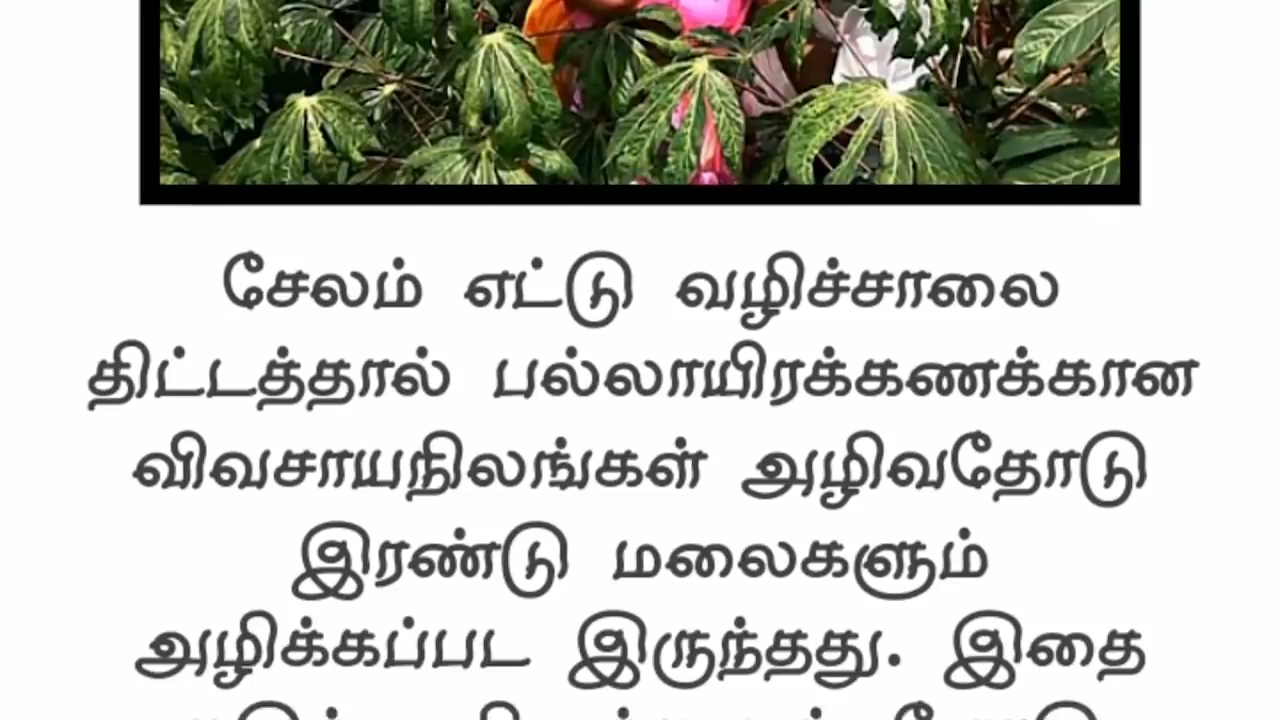 சேலம் எட்டு வழிச்சாலை
திட்டத்தால் பல்லாயிரக்கணக்கான
விவசாயநிலங்கள் அழிவதோடு
இரண்டு மலைகளும்
அழிக்கப்பட இருந்தது. இதை